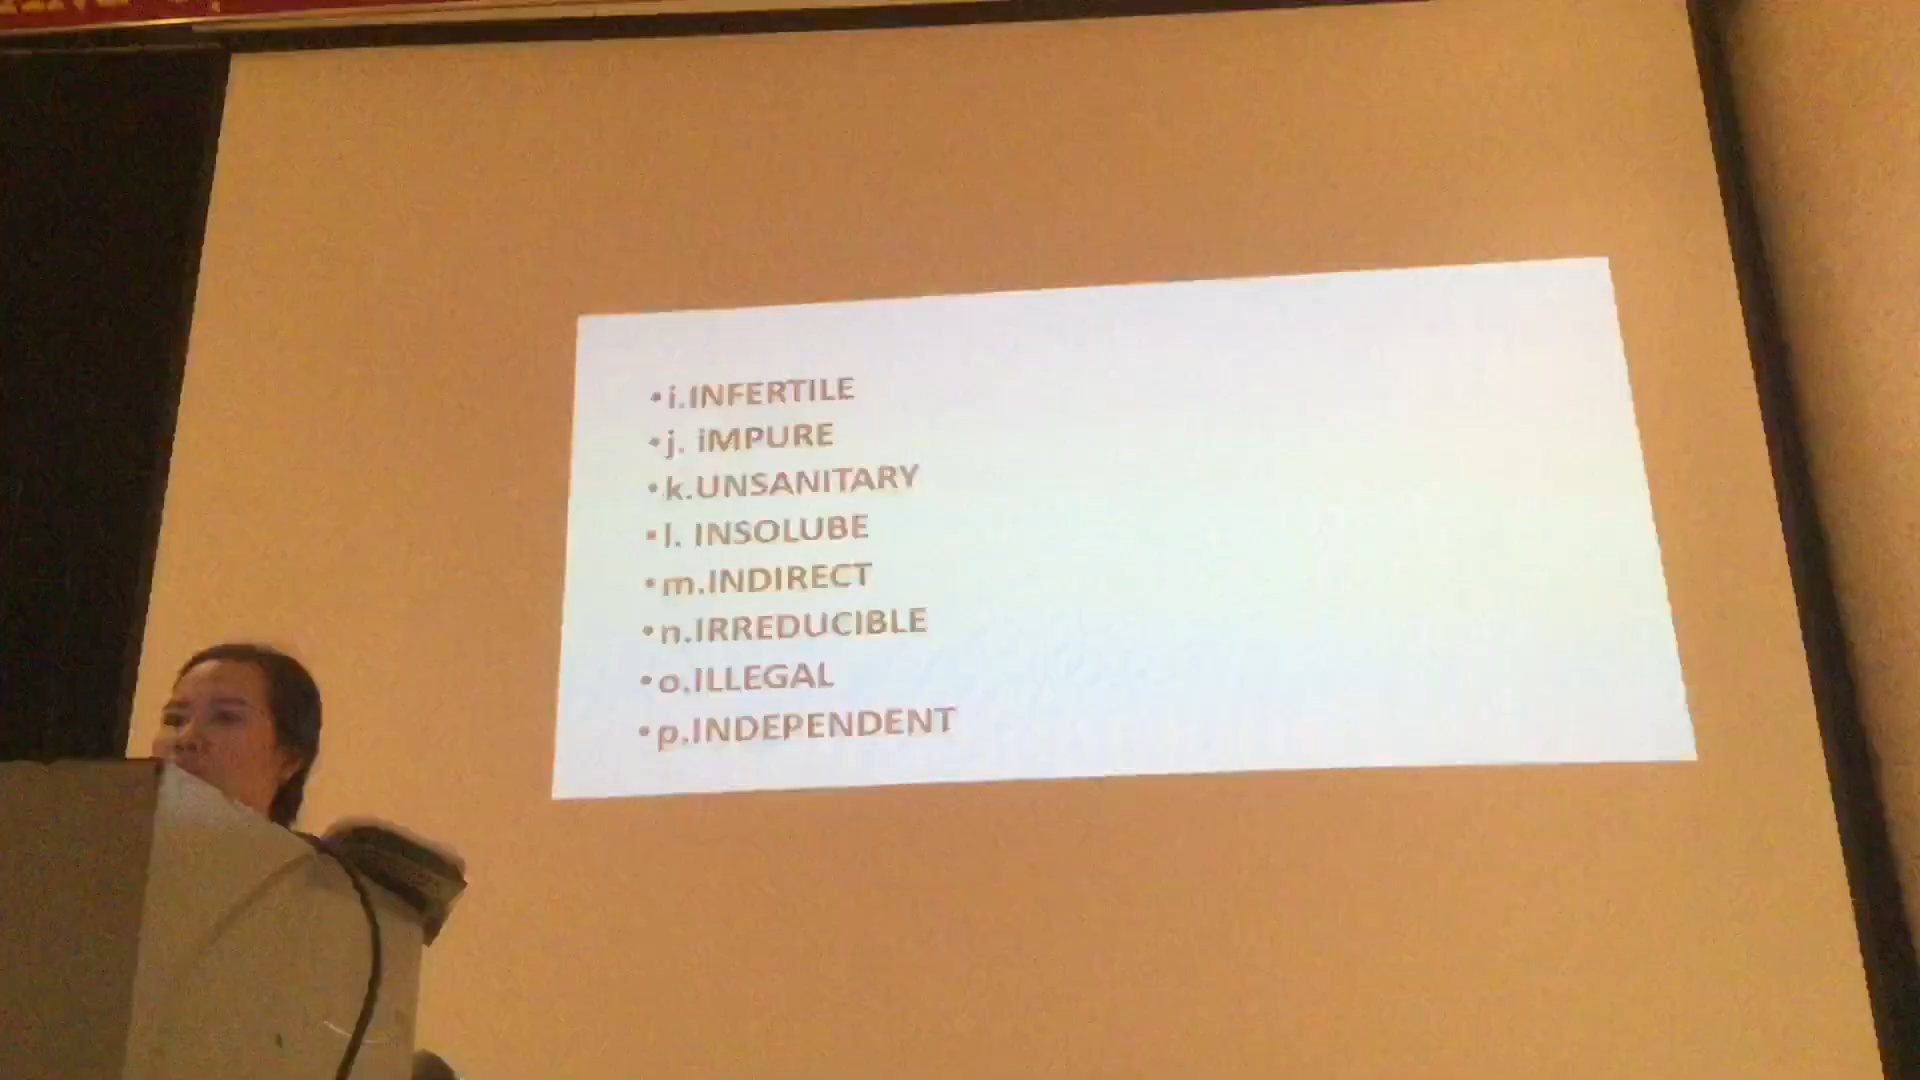 •i.INFERTILE
•j. iMPURE
•k.UNSANITARY
•l. INSOLUBE
•m.INDIRECT
•n.IRREDUCIBLE
•o.ILLEGAL
•p.INDEPENDENT